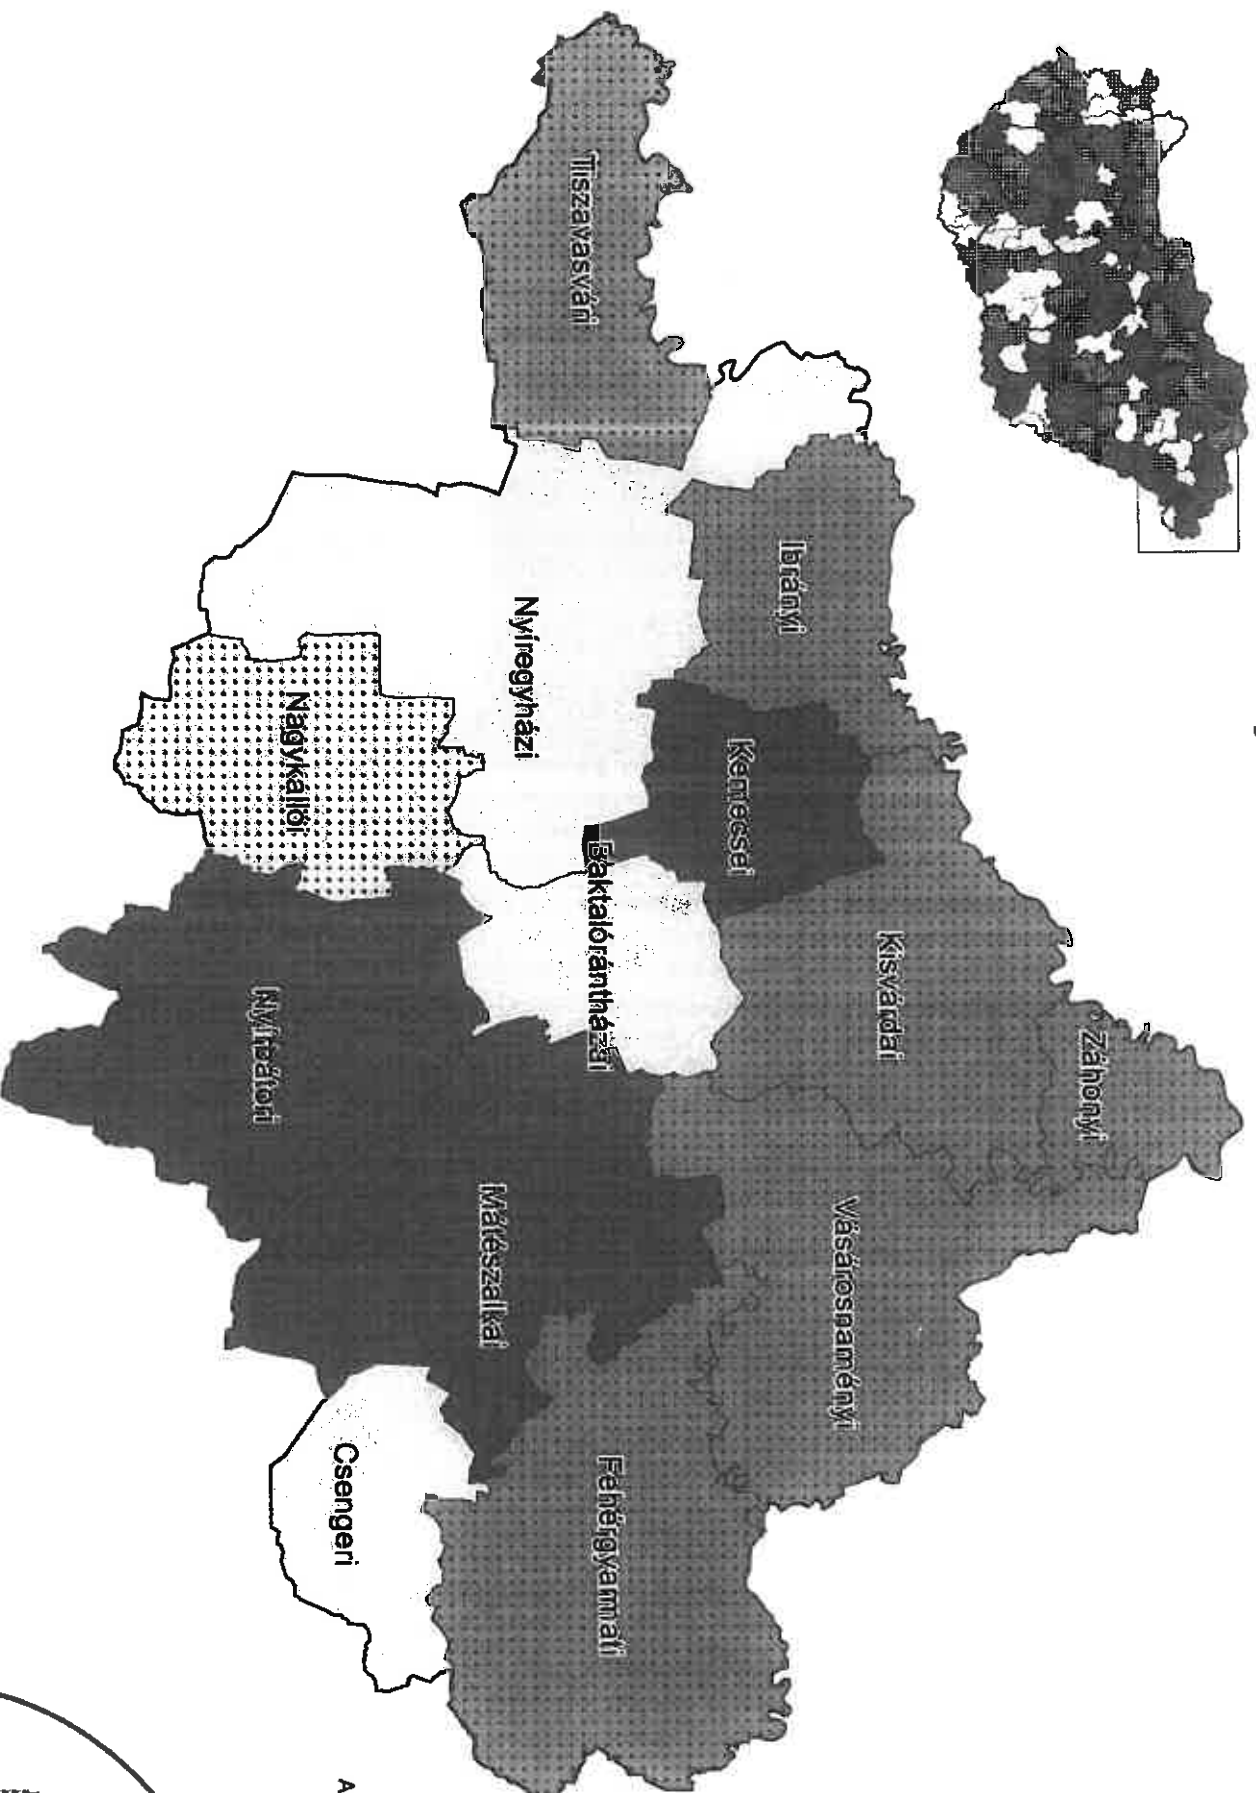 Záhonyi
Kisvárdai
Vásárosnaményi
Ibrányi
Kemecsei
Baktalórántházai
Fehérgyarmati
Tiszavasvári
Nyíregyházi
Mátészalkai
Csengeri
Nagykállói
Nyírbátori
A